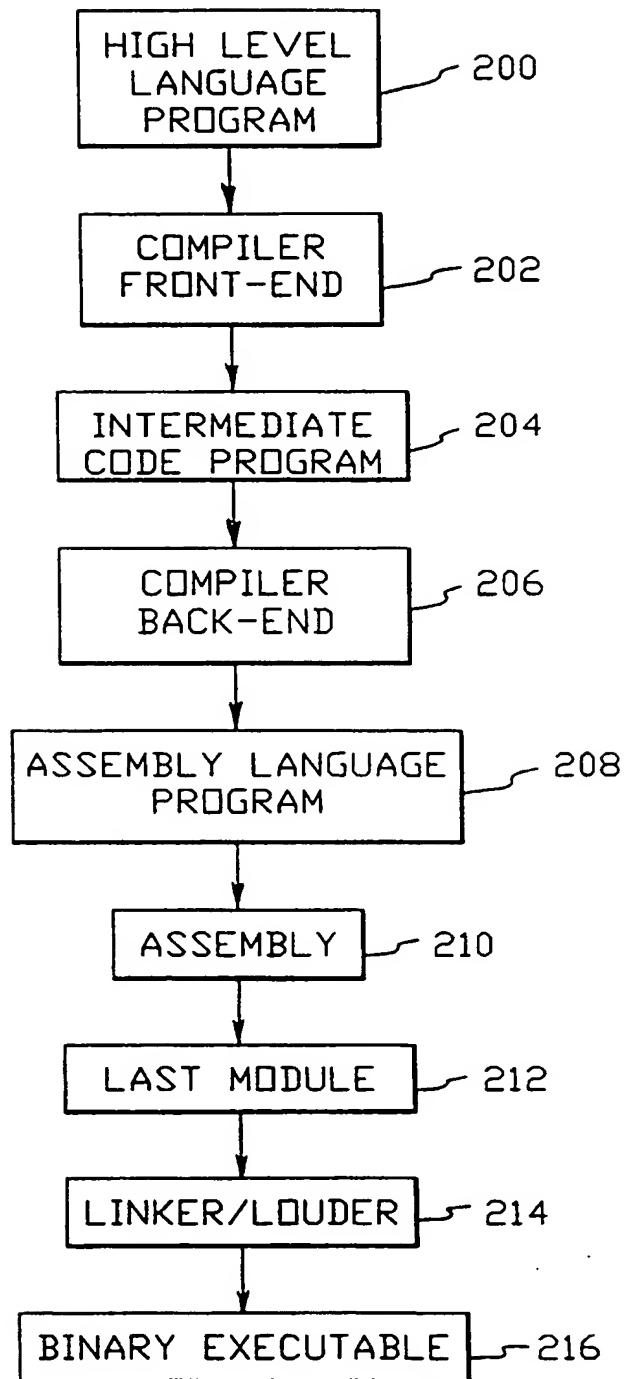 HIGH LEVEL
LANGUAGE
PROGRAM
200
COMPILER
FRONT-END
202
INTERMEDIATE
CODE PROGRAM
204
COMPILER
BACK-END
206
ASSEMBLY LANGUAGE
PROGRAM
208
ASSEMBLY
210
LAST MODULE
212
LINKER/LOUDER
214
BINARY EXECUTABLE
216